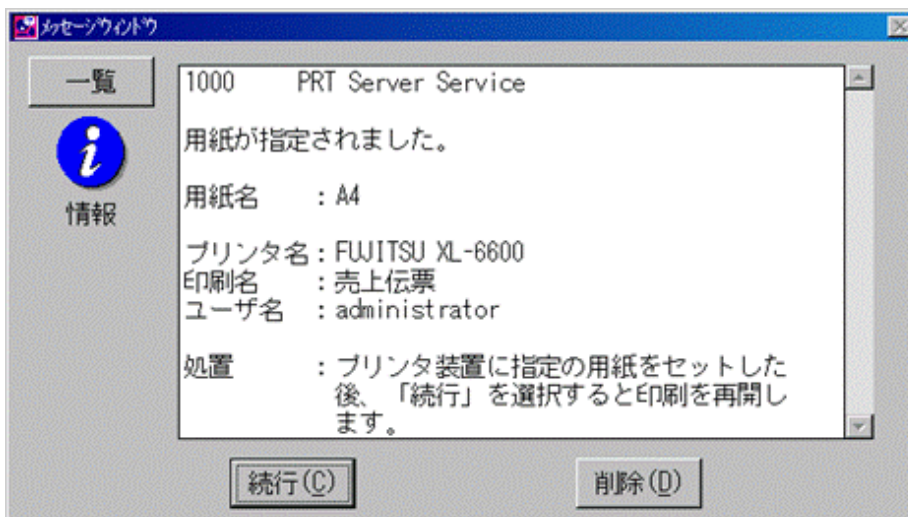 メッセージウィンドウ
一覧
情報
1000 PRT Server Service
用紙が指定されました。
用紙名 : A4
プリンタ名 : FUJITSU XL-6600
印刷名 : 売上伝票
ユーザ名 : administrator
処置 : プリンタ装置に指定の用紙をセットした
後、「続行」を選択すると印刷を再開し
ます。
続行(C) 削除(D)